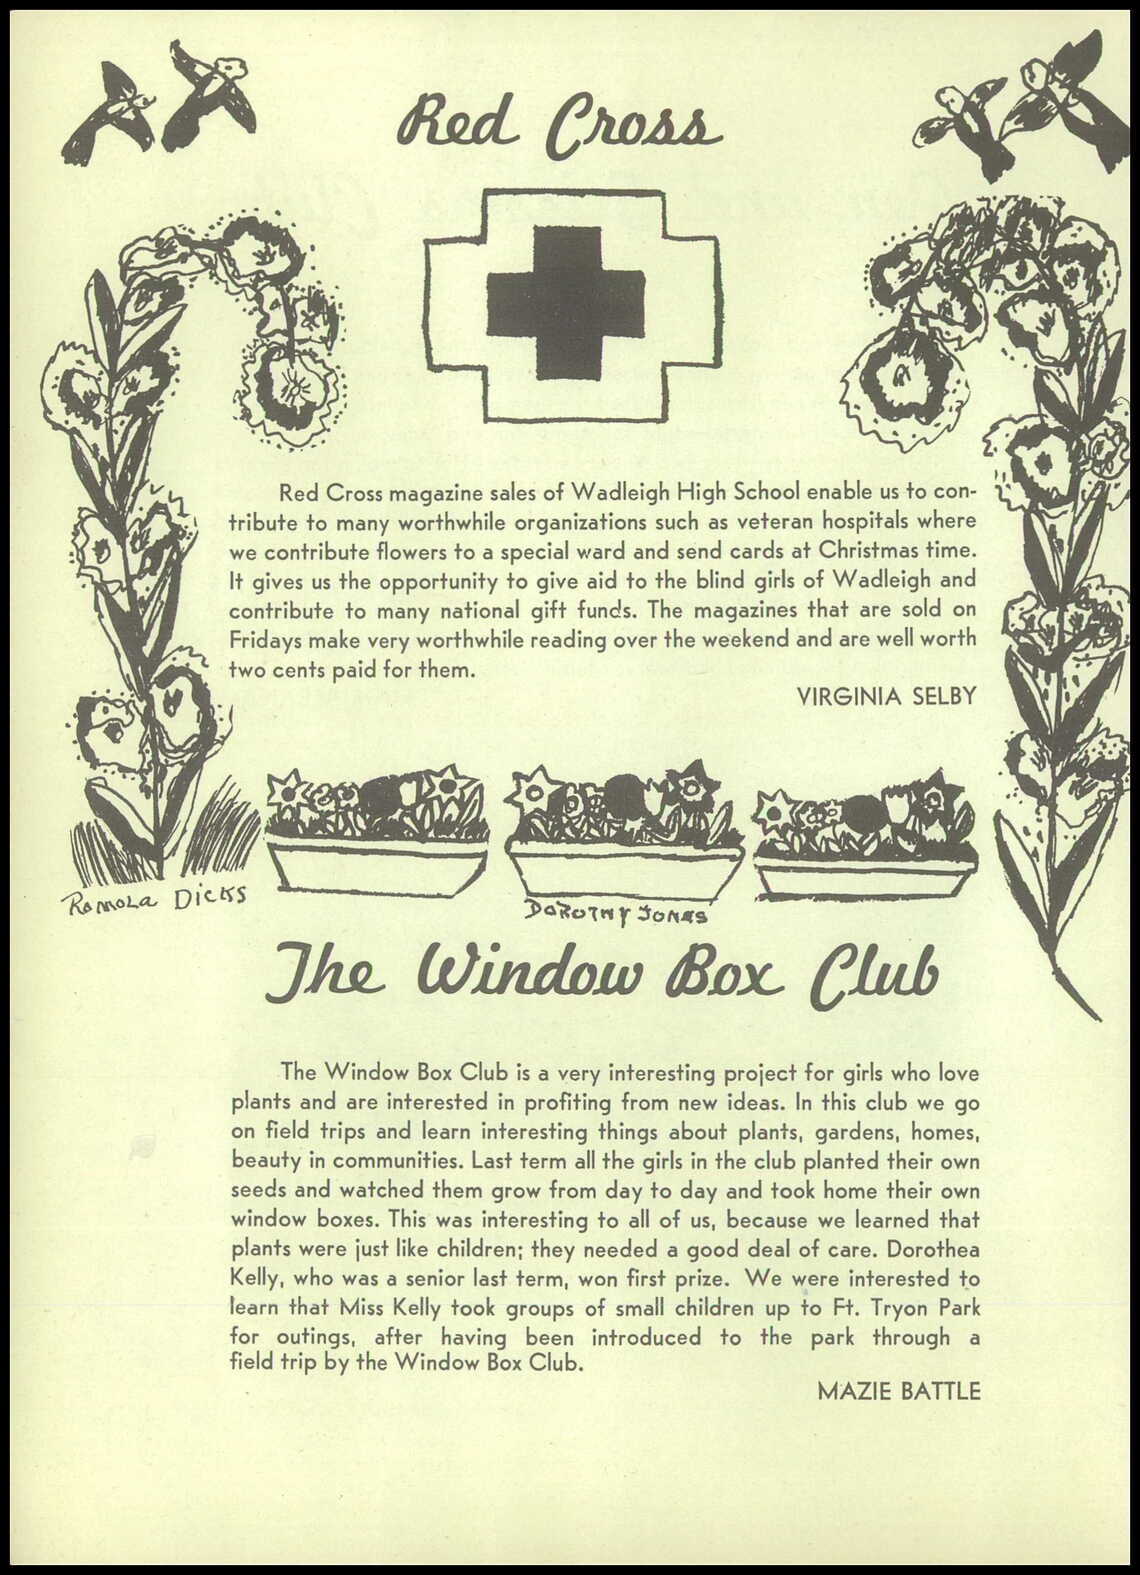 Red Cross
Red Cross magazine sales of Wadleigh High School enable us to con-
tribute to many worthwhile organizations such as veteran hospitals where
we contribute flowers to a special ward and send cards at Christmas time.
It gives us the opportunity to give aid to the blind girls of Wadleigh and
contribute to many national gift funds. The magazines that are sold on
Fridays make very worthwhile reading over the weekend and are well worth
two cents paid for them.
VIRGINIA SELBY
Romola Dicks
DOROTHY JONES
The Window Box Club
The Window Box Club is a very interesting project for girls who love
plants and are interested in profiting from new ideas. In this club we go
on field trips and learn interesting things about plants, gardens, homes,
beauty in communities. Last term all the girls in the club planted their own
seeds and watched them grow from day to day and took home their own
window boxes. This was interesting to all of us, because we learned that
plants were just like children; they needed a good deal of care. Dorothea
Kelly, who was a senior last term, won first prize. We were interested to
learn that Miss Kelly took groups of small children up to Ft. Tryon Park
for outings, after having been introduced to the park through a
field trip by the Window Box Club.
MAZIE BATTLE